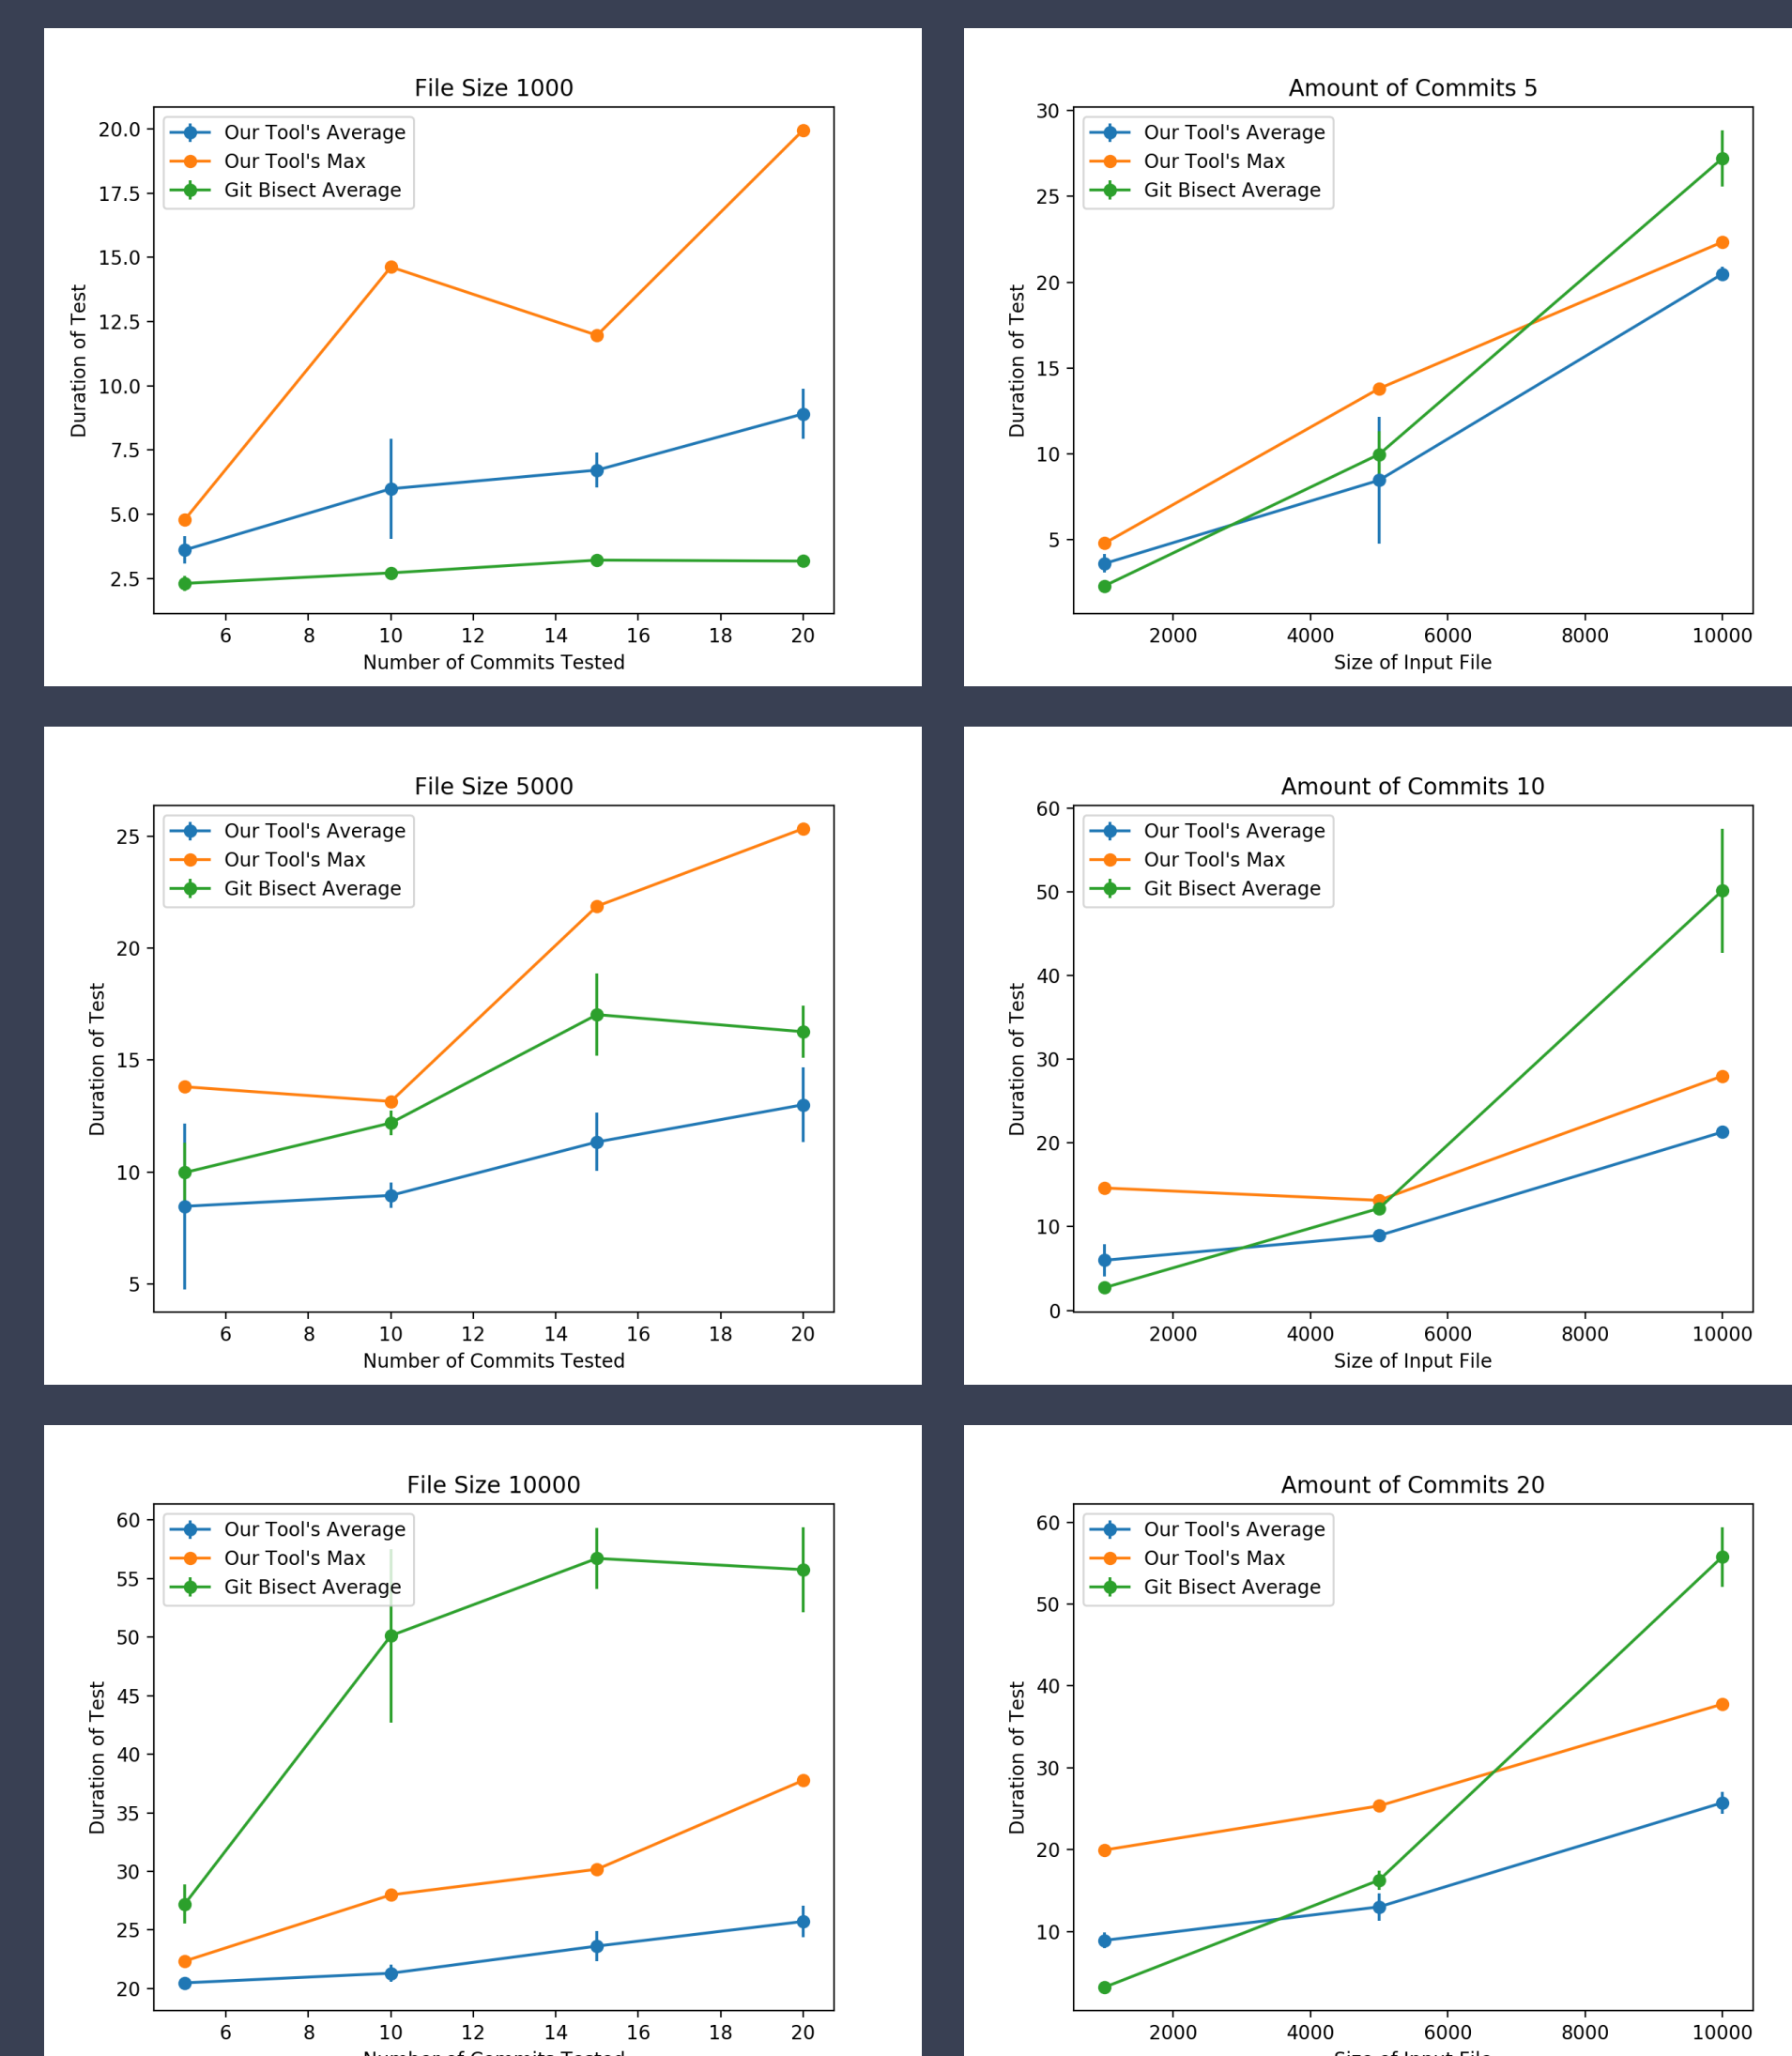 File Size 1000
Our Tool's Average
Our Tool's Max
Git Bisect Average
20.0
17.5
15.0
12.5
10.0
7.5
5.0
2.5
Duration of Test
6 8 10 12 14 16 18 20
Number of Commits Tested
Amount of Commits 5
Our Tool's Average
Our Tool's Max
Git Bisect Average
30
25
20
15
10
5
Duration of Test
2000 4000 6000 8000 10000
Size of Input File
File Size 5000
Our Tool's Average
Our Tool's Max
Git Bisect Average
25
20
15
10
5
Duration of Test
6 8 10 12 14 16 18 20
Number of Commits Tested
Amount of Commits 10
Our Tool's Average
Our Tool's Max
Git Bisect Average
60
50
40
30
20
10
0
Duration of Test
2000 4000 6000 8000 10000
Size of Input File
File Size 10000
Our Tool's Average
Our Tool's Max
Git Bisect Average
60
55
50
45
40
35
30
25
20
Duration of Test
6 8 10 12 14 16 18 20
Number of Commits Tested
Amount of Commits 20
Our Tool's Average
Our Tool's Max
Git Bisect Average
60
50
40
30
20
10
Duration of Test
2000 4000 6000 8000 10000
Size of Input File